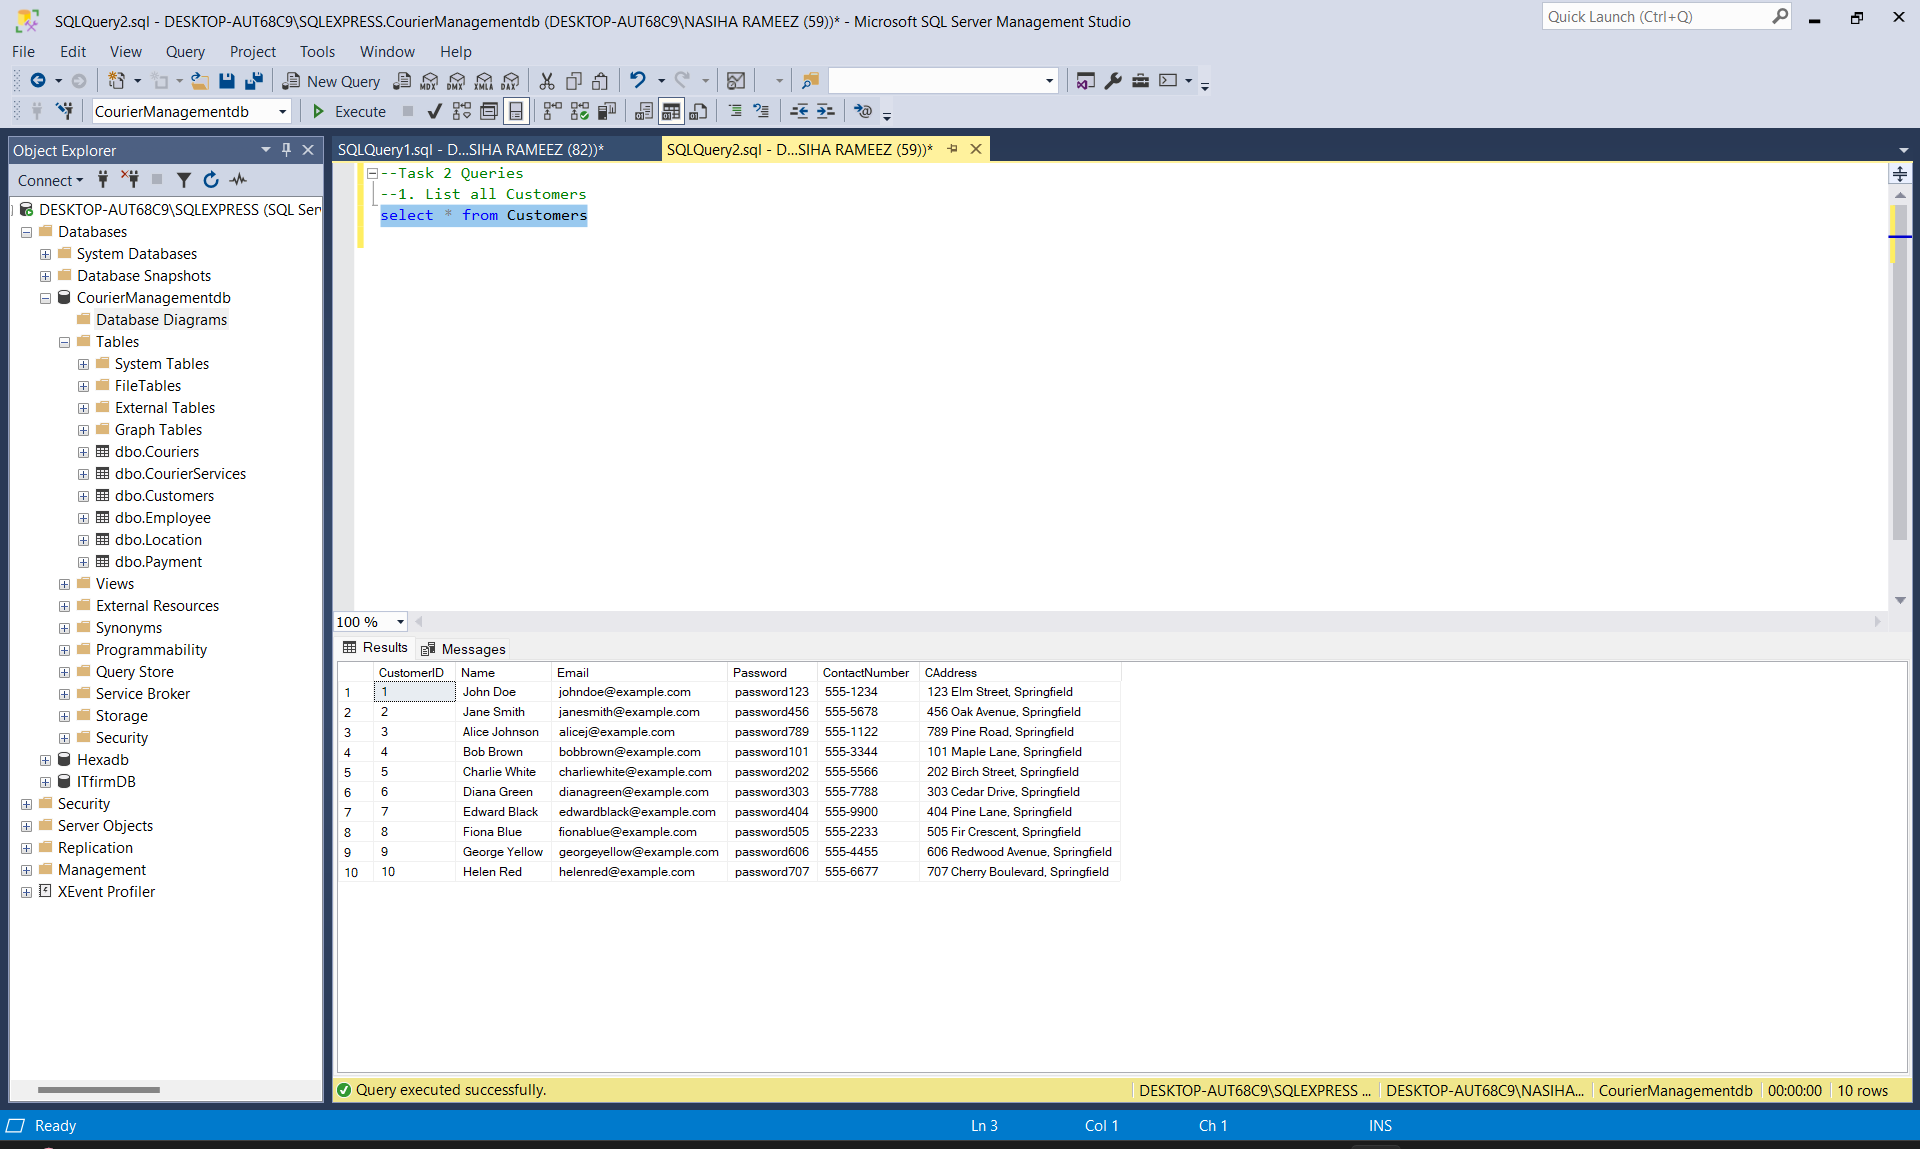 SQLQuery2.sql - DESKTOP-AUT68C9\SQLEXPRESS.CourierManagementdb (DESKTOP-AUT68C9\NASIHA RAMEEZ (59))* - Microsoft SQL Server Management Studio
Quick Launch (Ctrl+Q)
File Edit View Query Project Tools Window Help
New Query MDX DMX XMLA DAX
CourierManagementdb Execute
Object Explorer
SQLQuery1.sql - D...SIHA RAMEEZ (82))*
SQLQuery2.sql - D...SIHA RAMEEZ (59))*
Connect
DESKTOP-AUT68C9\SQLEXPRESS (SQL Ser
Databases
System Databases
Database Snapshots
CourierManagementdb
Database Diagrams
Tables
System Tables
FileTables
External Tables
Graph Tables
dbo.Couriers
dbo.CourierServices
dbo.Customers
dbo.Employee
dbo.Location
dbo.Payment
Views
External Resources
Synonyms
Programmability
Query Store
Service Broker
Storage
Security
Hexadb
ITfirmDB
Security
Server Objects
Replication
Management
XEvent Profiler
--Task 2 Queries
--1. List all Customers
select * from Customers
100 %
Results Messages
CustomerID Name Email Password ContactNumber CAddress
1 1 John Doe johndoe@example.com password123 555-1234 123 Elm Street, Springfield
2 2 Jane Smith janesmith@example.com password456 555-5678 456 Oak Avenue, Springfield
3 3 Alice Johnson alicej@example.com password789 555-1122 789 Pine Road, Springfield
4 4 Bob Brown bobbrown@example.com password101 555-3344 101 Maple Lane, Springfield
5 5 Charlie White charliewhite@example.com password202 555-5566 202 Birch Street, Springfield
6 6 Diana Green dianagreen@example.com password303 555-7788 303 Cedar Drive, Springfield
7 7 Edward Black edwardblack@example.com password404 555-9900 404 Pine Lane, Springfield
8 8 Fiona Blue fionablue@example.com password505 555-2233 505 Fir Crescent, Springfield
9 9 George Yellow georgeyellow@example.com password606 555-4455 606 Redwood Avenue, Springfield
10 10 Helen Red helenred@example.com password707 555-6677 707 Cherry Boulevard, Springfield
Query executed successfully.
DESKTOP-AUT68C9\SQLEXPRESS ... DESKTOP-AUT68C9\NASIHA... CourierManagementdb 00:00:00 10 rows
Ready Ln 3 Col 1 Ch 1 INS